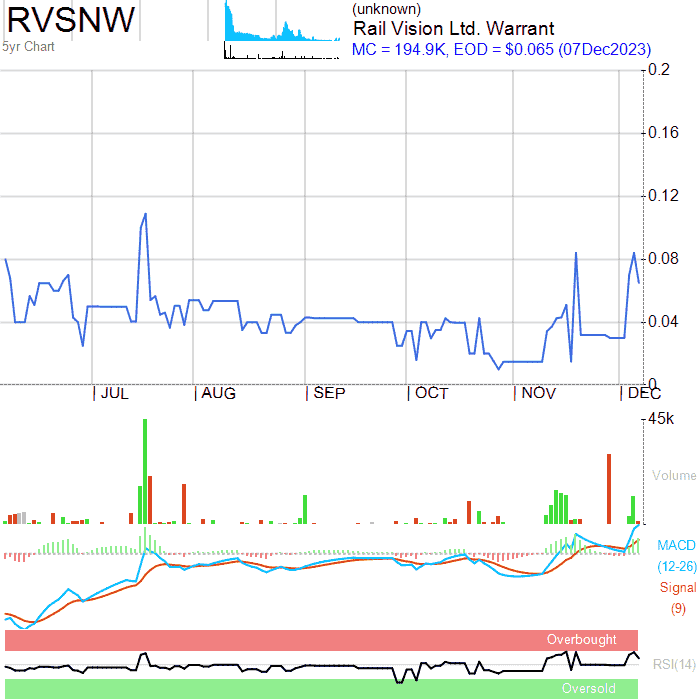 RVSNW
5yr Chart
(unknown)
Rail Vision Ltd. Warrant
MC = 194.9K, EOD = $0.065 (07Dec2023)
0.2
0.16
0.12
0.08
0.04
0
JUL AUG SEP OCT NOV DEC
45k
Volume
MACD
(12-26)
Signal
(9)
Overbought
RSI(14)
Oversold